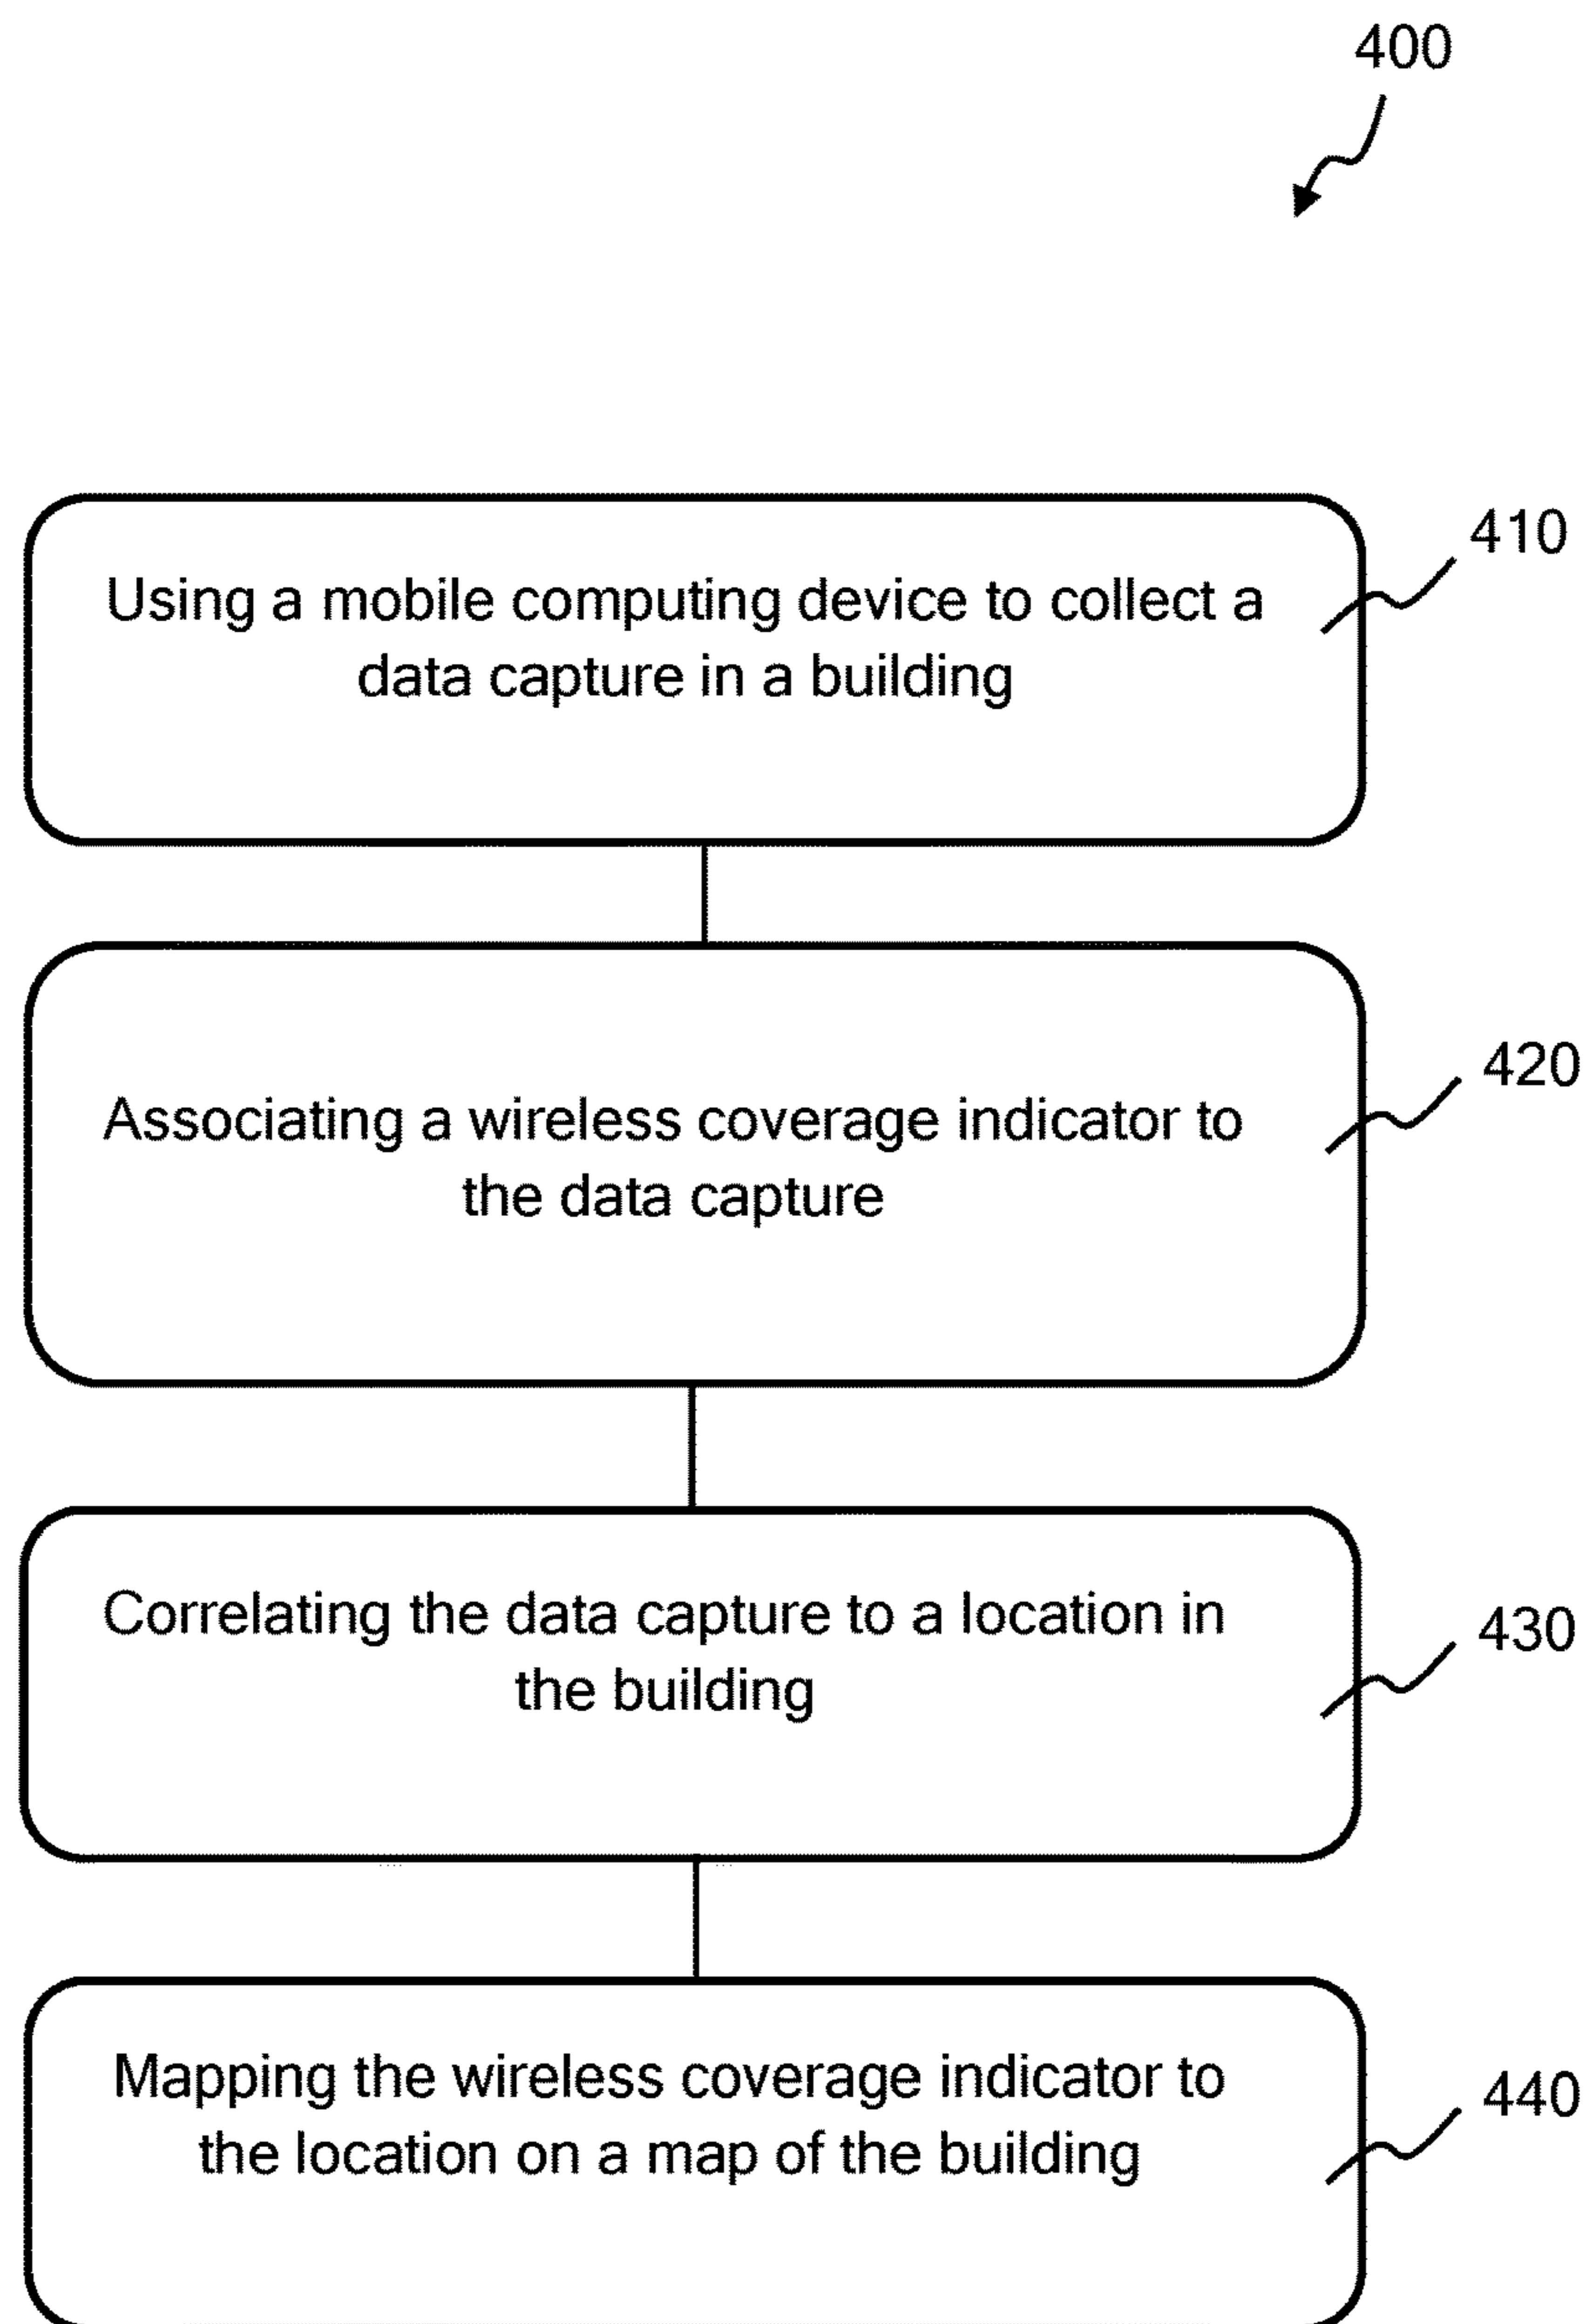 400
410
Using a mobile computing device to collect a
data capture in a building
420
Associating a wireless coverage indicator to
the data capture
430
Correlating the data capture to a location in
the building
440
Mapping the wireless coverage indicator to
the location on a map of the building